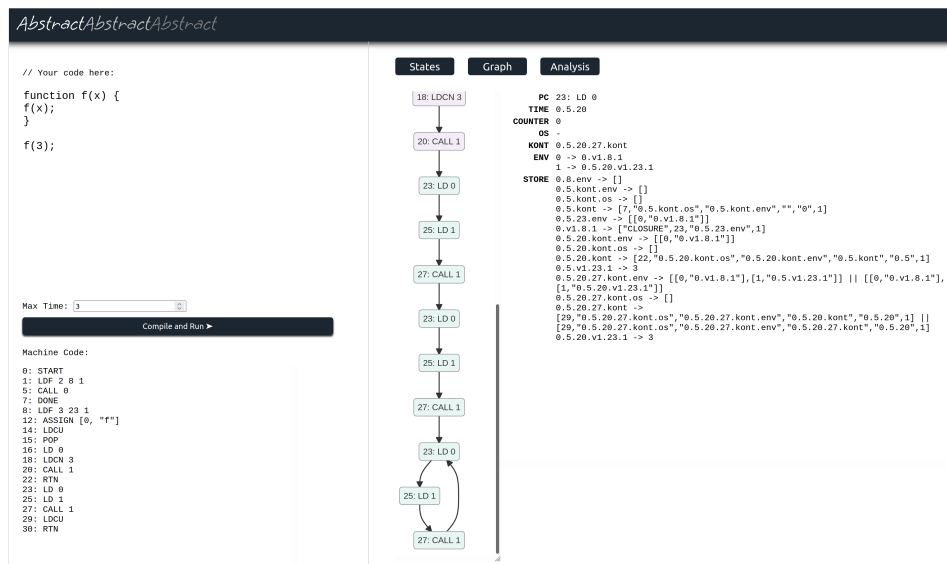 AbstractAbstractAbstract
// Your code here:
function f(x) {
f(x);
}
f(3);
Max Time: 3
Compile and Run ➤
Machine Code:
0: START
1: LDF 2 8 1
5: CALL 0
7: DONE
8: LDF 3 23 1
12: ASSIGN [0, "f"]
14: LDCU
15: POP
16: LD 0
18: LDCN 3
20: CALL 1
22: RTN
23: LD 0
25: LD 1
27: CALL 1
29: LDCU
30: RTN
States Graph Analysis
18: LDCN 3
20: CALL 1
23: LD 0
25: LD 1
27: CALL 1
23: LD 0
25: LD 1
27: CALL 1
23: LD 0
25: LD 1
27: CALL 1
PC 23: LD 0
TIME 0.5.20
COUNTER 0
OS -
KONT 0.5.20.27.kont
ENV 0 -> 0.v1.8.1
1 -> 0.5.20.v1.23.1
STORE 0.8.env -> []
0.5.kont.env -> []
0.5.kont.os -> []
0.5.kont -> [7,"0.5.kont.os","0.5.kont.env","","0",1]
0.5.23.env -> [[0,"0.v1.8.1"]]
0.v1.8.1 -> ["CLOSURE",23,"0.5.23.env",1]
0.5.20.kont.env -> [[0,"0.v1.8.1"]]
0.5.20.kont.os -> []
0.5.20.kont -> [22,"0.5.20.kont.os","0.5.20.kont.env","0.5.kont","0.5",1]
0.5.v1.23.1 -> 3
0.5.20.27.kont.env -> [[0,"0.v1.8.1"],[1,"0.5.v1.23.1"]] || [[0,"0.v1.8.1"],
[1,"0.5.20.v1.23.1"]]
0.5.20.27.kont.os -> []
0.5.20.27.kont ->
[29,"0.5.20.27.kont.os","0.5.20.27.kont.env","0.5.20.kont","0.5.20",1] ||
[29,"0.5.20.27.kont.os","0.5.20.27.kont.env","0.5.20.27.kont","0.5.20",1]
0.5.20.v1.23.1 -> 3